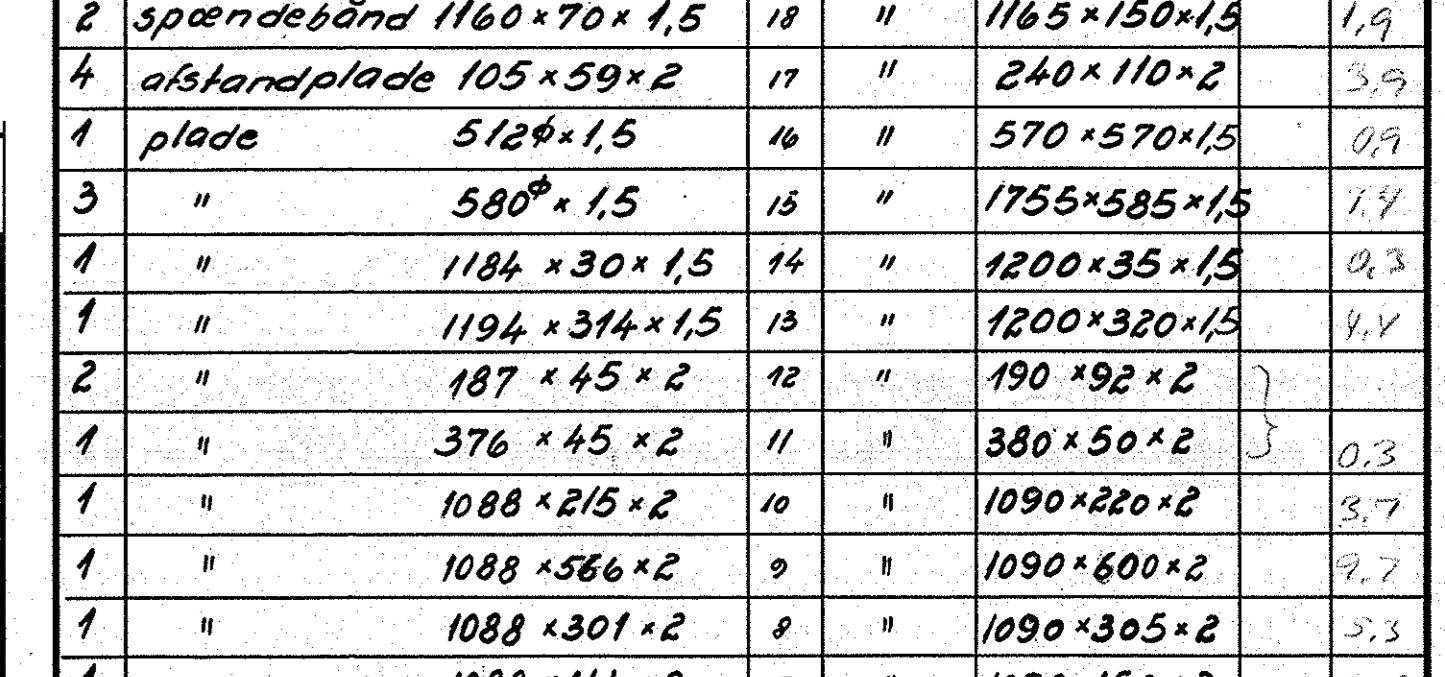 2 spændebånd 1160×70×1,5 18 " 1165×150×1,5 1,9
4 afstandplade 105×59×2 17 " 240×110×2 3,9
1 plade 512ϕ×1,5 16 " 570×570×1,5 0,9
3 " 580ϕ×1,5 15 " 1755×585×1,5
1 " 1184×30×1,5 14 " 1200×35×1,5 0,3
1 " 1194×314×1,5 13 " 1200×320×1,5
2 " 187×45×2 12 " 190×92×2
1 " 376×45×2 11 " 380×50×2 0.3
1 " 1088×215×2 10 " 1090×220×2 3.7
1 " 1088×566×2 9 " 1090×600×2 9.7
1 " 1088×301×2 8 " 1090×305×2 5.3